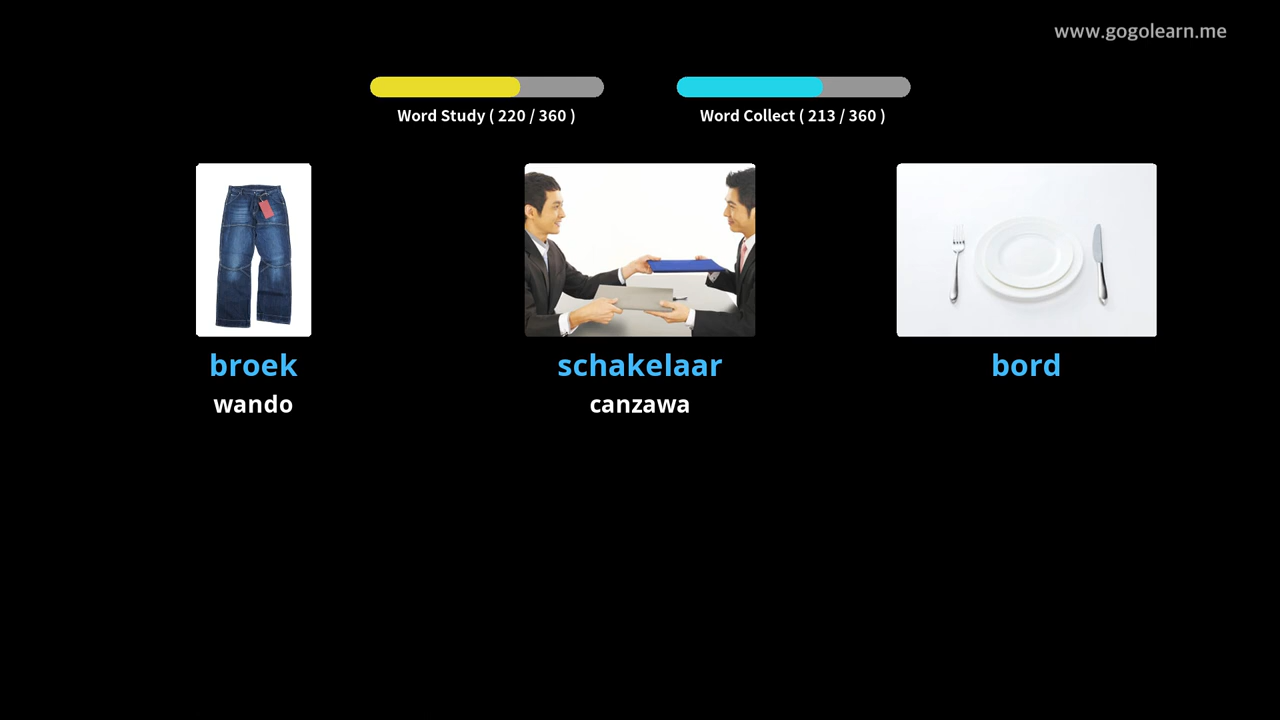 www.gogolearn.me
Word Study ( 220 / 360 )
Word Collect ( 213 / 360 )
broek
schakelaar
bord
wando
canzawa